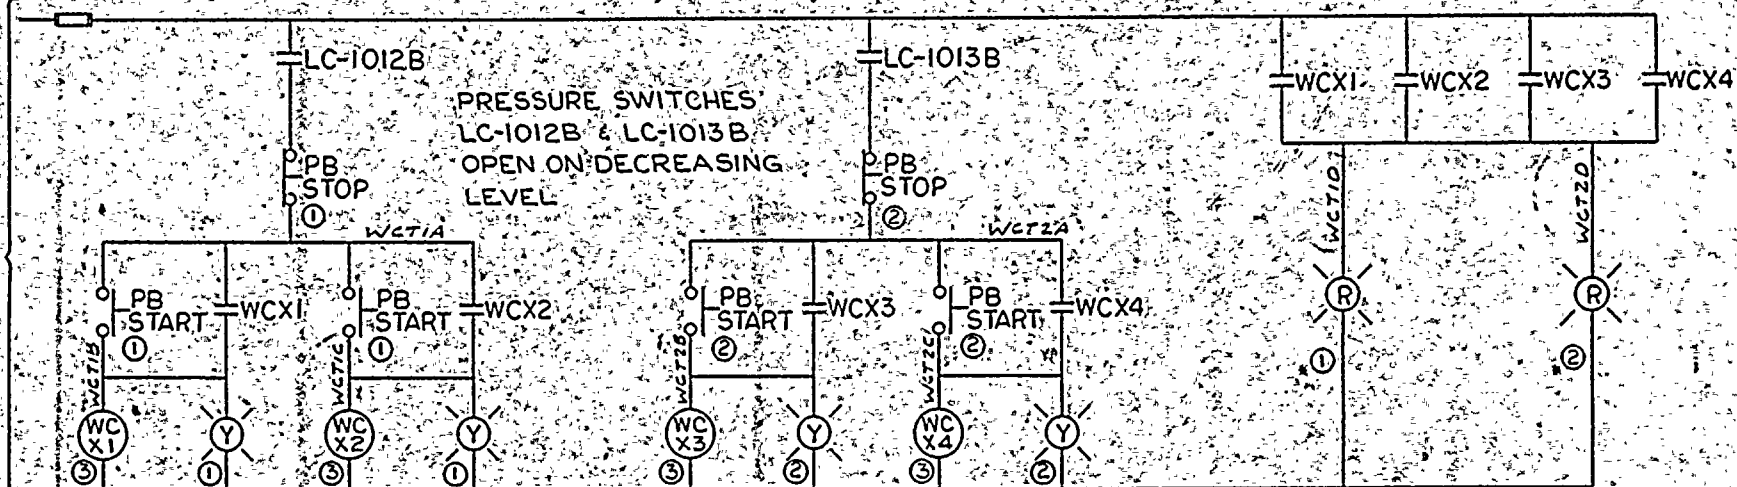 LC-1012B
LC-1013B
WCX1
WCX2
WCX3
WCX4
PRESSURE SWITCHES
LC-1012B & LC-1013B
OPEN ON DECREASING
LEVEL
PB
STOP
①
PB
STOP
②
WCT1D
WCT2D
WCT1A
WCT2A
PB
START
①
WCX1
PB
START
①
WCX2
PB
START
②
WCX3
PB
START
②
WCX4
R
R
①
②
WCT1B
WCT1C
WCT2B
WCT2C
WC
X1
Y
WC
X2
Y
WC
X3
Y
WC
X4
Y
③
①
③
①
③
②
③
②